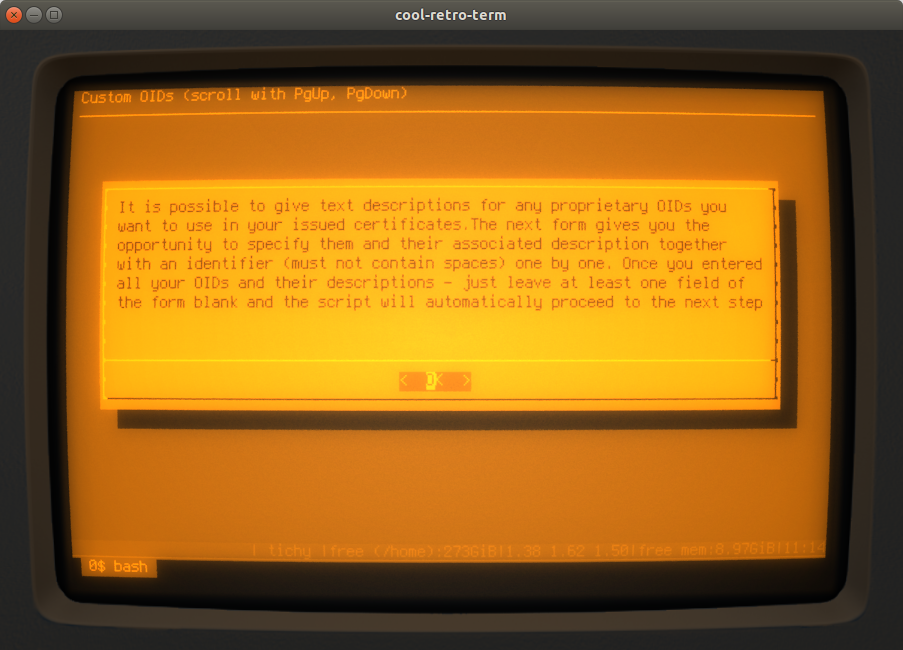 cool-retro-term
Custom OIDs (scroll with PgUp, PgDown)
It is possible to give text descriptions for any proprietary OIDs you
want to use in your issued certificates.The next form gives you the
opportunity to specify them and their associated description together
with an identifier (must not contain spaces) one by one. Once you entered
all your OIDs and their descriptions - just leave at least one field of
the form blank and the script will automatically proceed to the next step
< OK >
| tichy |free (/home):273GiB|1.38 1.62 1.50|free mem:8.97GiB|11:14
0$ bash